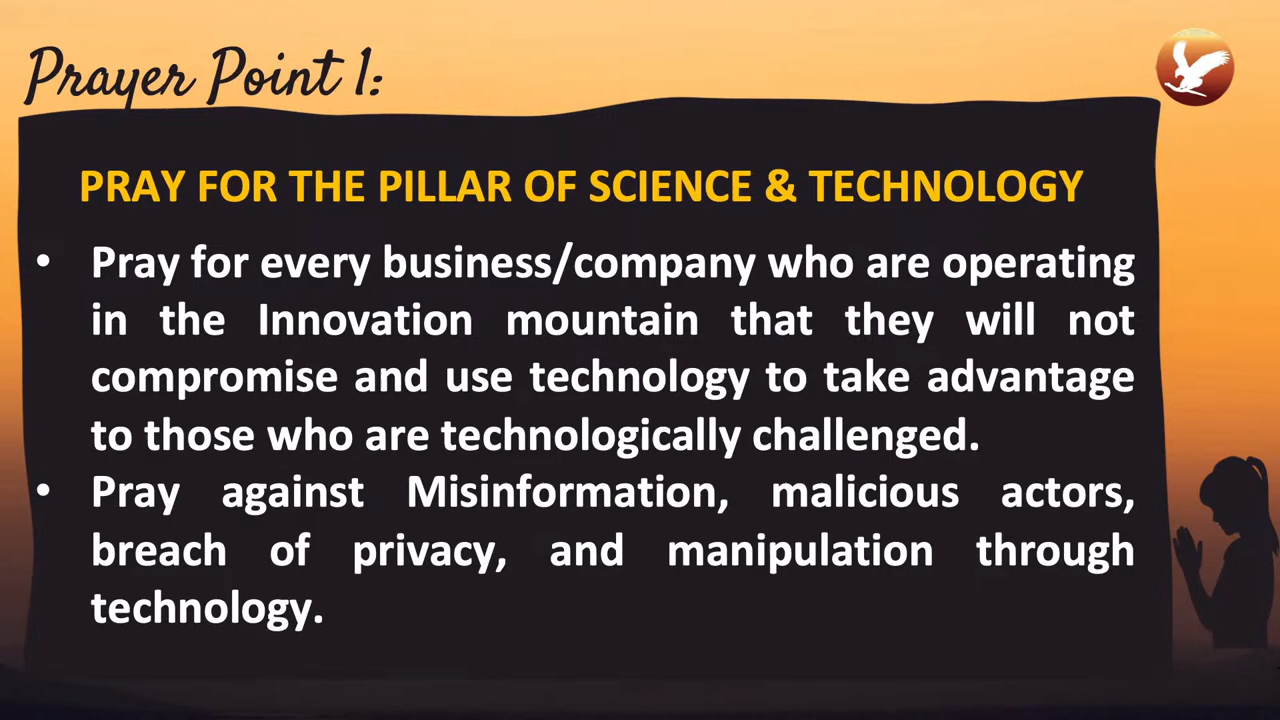 Prayer Point 1:
PRAY FOR THE PILLAR OF SCIENCE & TECHNOLOGY
• Pray for every business/company who are operating
in the Innovation mountain that they will not
compromise and use technology to take advantage
to those who are technologically challenged.
• Pray against Misinformation, malicious actors,
breach of privacy, and manipulation through
technology.